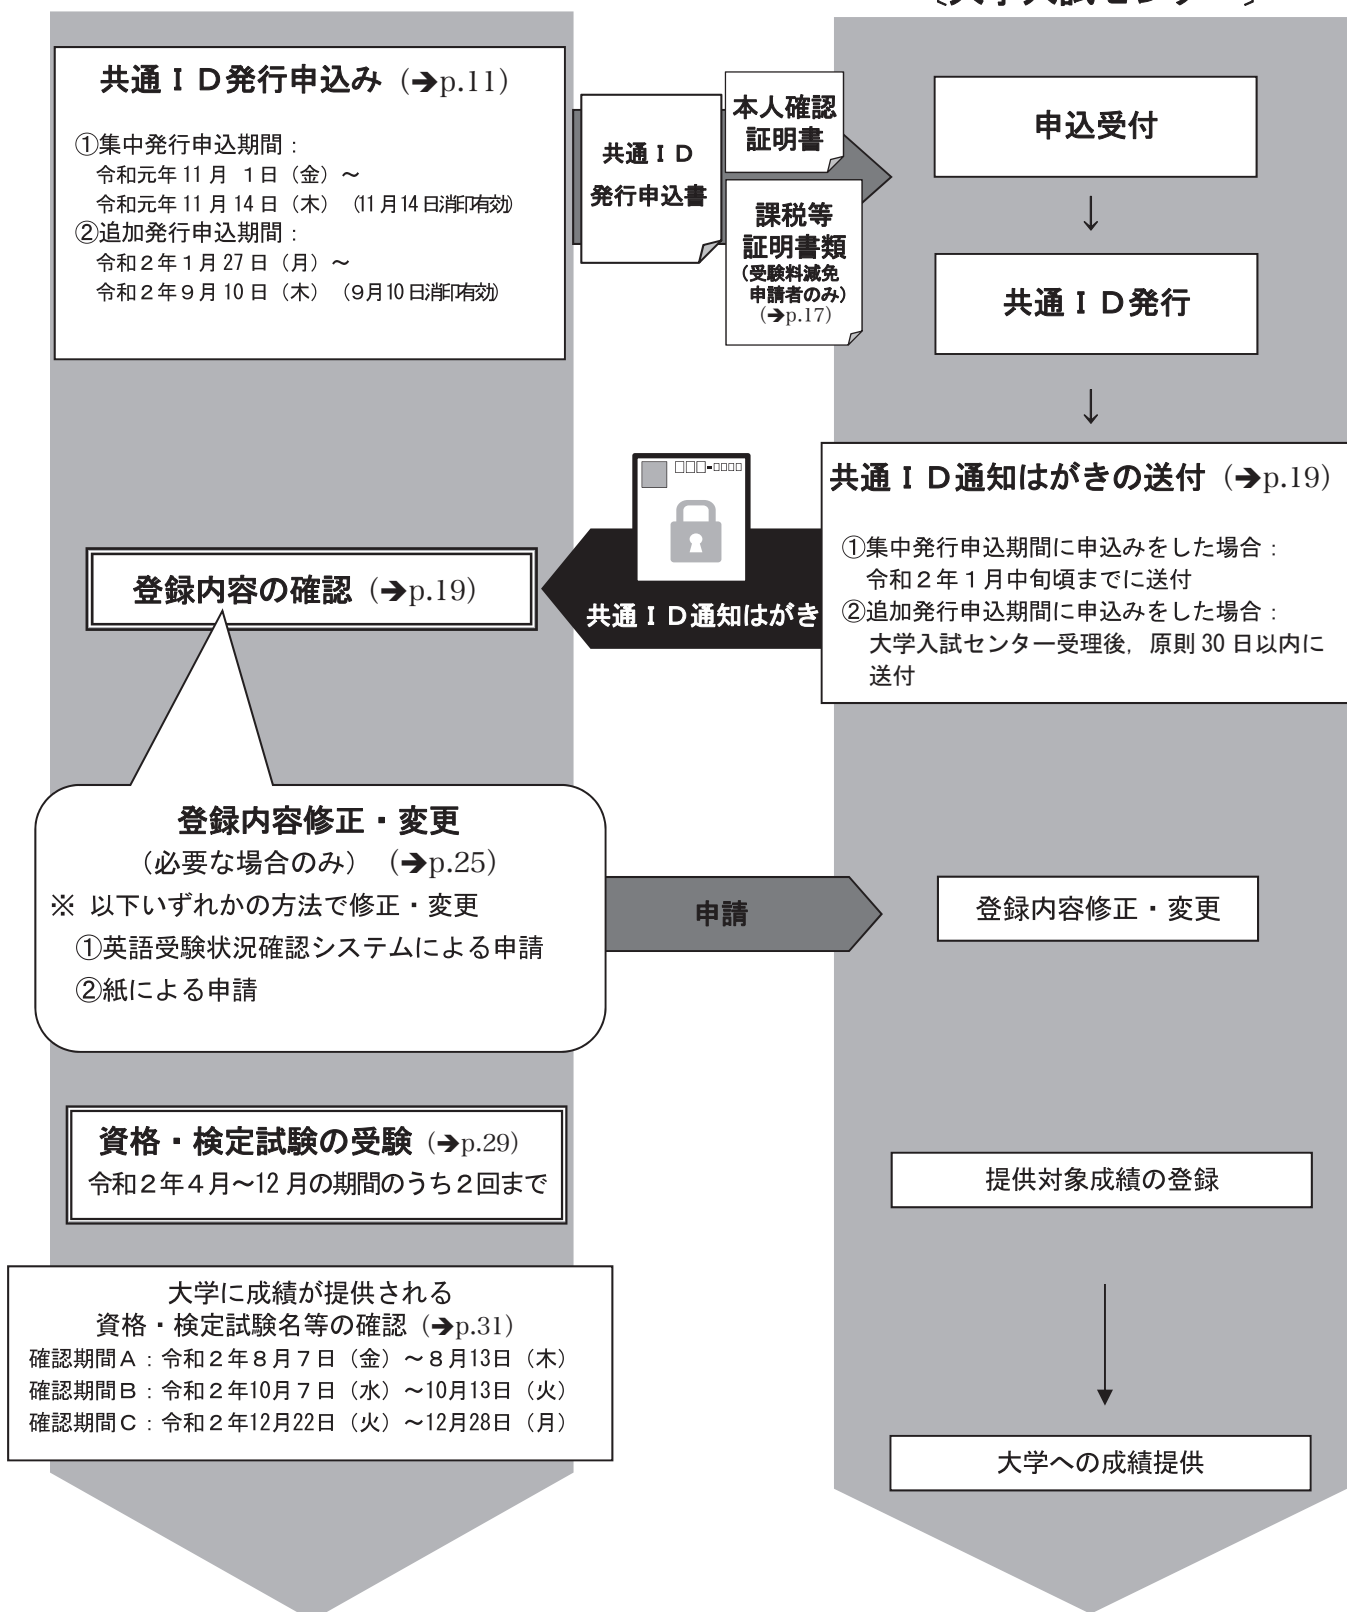 《大学入試センター》
共通ＩＤ発行申込み（➔p.11）
①集中発行申込期間：
令和元年 11 月 １日（金）～
令和元年 11 月 14 日（木）（11 月 14 日消印有効）
②追加発行申込期間：
令和２年１月 27 日（月）～
令和２年９月 10 日（木）（９月 10 日消印有効）
共通ＩＤ
発行申込書
本人確認
証明書
課税等
証明書類
（受験料減免
申請者のみ）
（➔p.17）
申込受付
↓
共通ＩＤ発行
↓
共通ＩＤ通知はがきの送付（➔p.19）
①集中発行申込期間に申込みをした場合：
令和２年１月中旬頃までに送付
②追加発行申込期間に申込みをした場合：
大学入試センター受理後，原則 30 日以内に
送付
共通ＩＤ通知はがき
登録内容の確認（➔p.19）
登録内容修正・変更
（必要な場合のみ）（➔p.25）
※ 以下いずれかの方法で修正・変更
①英語受験状況確認システムによる申請
②紙による申請
申請
登録内容修正・変更
資格・検定試験の受験（➔p.29）
令和２年４月～12 月の期間のうち２回まで
提供対象成績の登録
大学に成績が提供される
資格・検定試験名等の確認（➔p.31）
確認期間Ａ：令和２年８月７日（金）～８月13日（木）
確認期間Ｂ：令和２年10月７日（水）～10月13日（火）
確認期間Ｃ：令和２年12月22日（火）～12月28日（月）
大学への成績提供